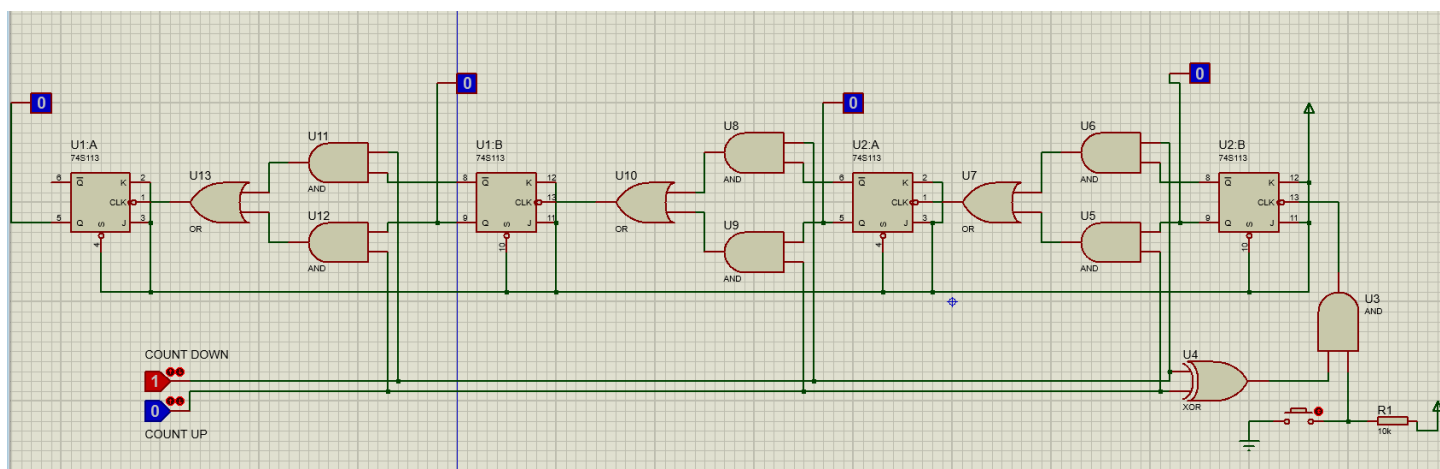 0
0
0
0
U1:A
74S113
6
Q
K
2
CLK
1
5
Q
S
J
3
4
U13
OR
U11
AND
U12
AND
U1:B
74S113
8
Q
K
12
CLK
13
9
Q
S
J
11
10
U10
OR
U8
AND
U9
AND
U2:A
74S113
6
Q
K
2
CLK
1
5
Q
S
J
3
4
U7
OR
U6
AND
U5
AND
U2:B
74S113
8
Q
K
12
CLK
13
9
Q
S
J
11
10
U3
AND
U4
XOR
R1
10k
COUNT DOWN
1
0
COUNT UP